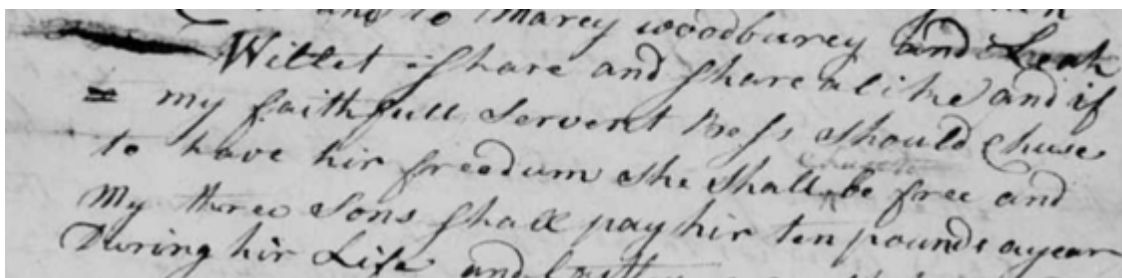 and to Marey woodburey and Leah
Willet share and share alike and if
my faithfull servent Bess should chuse
to have hir freedum she shall be free and
My three Sons shall pay hir ten pounds a year
During hir Life and